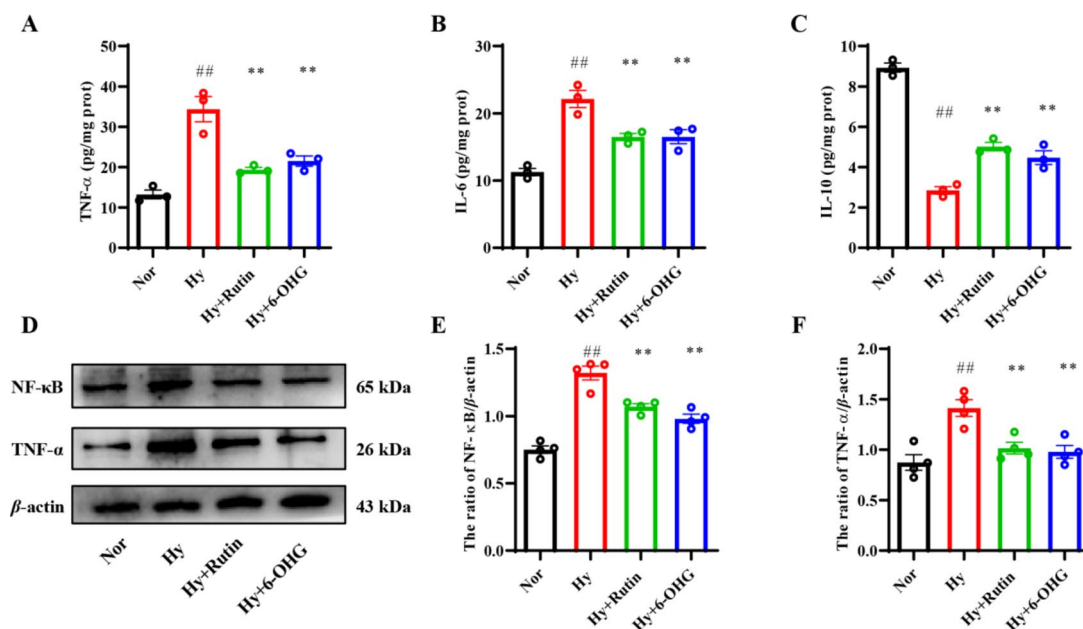 A
TNF-α (pg/mg prot)
50
40
30
20
10
0
##
**
**
Nor
Hy
Hy+Rutin
Hy+6-OHG
B
IL-6 (pg/mg prot)
30
20
10
0
##
**
**
Nor
Hy
Hy+Rutin
Hy+6-OHG
C
IL-10 (pg/mg prot)
10
8
6
4
2
0
##
**
**
Nor
Hy
Hy+Rutin
Hy+6-OHG
D
NF-κB 65 kDa
TNF-α 26 kDa
β-actin 43 kDa
Nor
Hy
Hy+Rutin
Hy+6-OHG
E
The ratio of NF-κB/β-actin
1.5
1.0
0.5
0.0
##
**
**
Nor
Hy
Hy+Rutin
Hy+6-OHG
F
The ratio of TNF-α/β-actin
2.0
1.5
1.0
0.5
0.0
##
**
**
Nor
Hy
Hy+Rutin
Hy+6-OHG